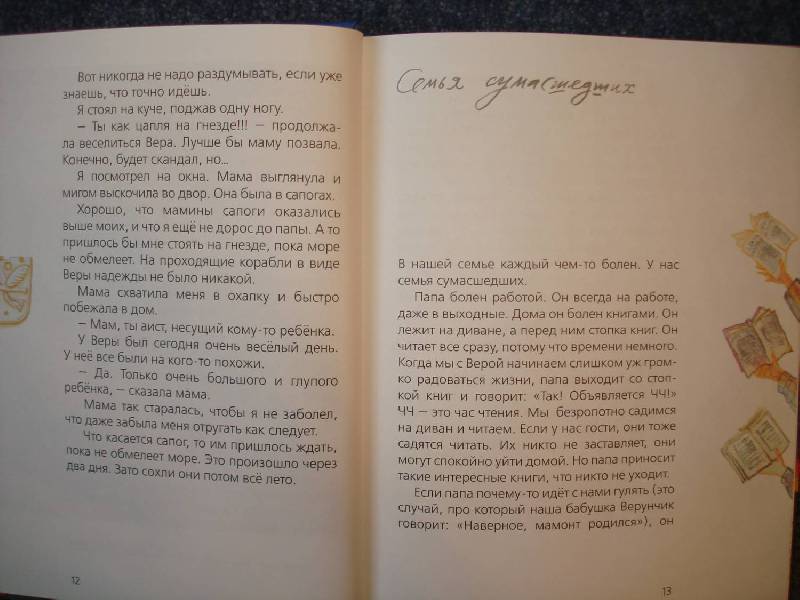 Вот никогда не надо раздумывать, если уже
знаешь, что точно идёшь.
Я стоял на куче, поджав одну ногу.
– Ты как цапля на гнезде!!! – продолжа-
ла веселиться Вера. Лучше бы маму позвала.
Конечно, будет скандал, но...
Я посмотрел на окна. Мама выглянула и
мигом выскочила во двор. Она была в сапогах.
Хорошо, что мамины сапоги оказались
выше моих, и что я ещё не дорос до папы. А то
пришлось бы мне стоять на гнезде, пока море
не обмелеет. На проходящие корабли в виде
Веры надежды не было никакой.
Мама схватила меня в охапку и быстро
побежала в дом.
– Мам, ты аист, несущий кому-то ребёнка.
У Веры был сегодня очень весёлый день.
У неё все были на кого-то похожи.
– Да. Только очень большого и глупого
ребёнка, – сказала мама.
Мама так старалась, чтобы я не заболел,
что даже забыла меня отругать как следует.
Что касается сапог, то им пришлось ждать,
пока не обмелеет море. Это произошло через
два дня. Зато сохли они потом всё лето.
12
Семья сумасшедших
В нашей семье каждый чем-то болен. У нас
семья сумасшедших.
Папа болен работой. Он всегда на работе,
даже в выходные. Дома он болен книгами. Он
лежит на диване, а перед ним стопка книг. Он
читает все сразу, потому что времени немного.
Когда мы с Верой начинаем слишком уж гром-
ко радоваться жизни, папа выходит со стоп-
кой книг и говорит: «Так! Объявляется ЧЧ!»
ЧЧ – это час чтения. Мы безропотно садимся
на диван и читаем. Если у нас гости, они тоже
садятся читать. Их никто не заставляет, они
могут спокойно уйти домой. Но папа приносит
такие интересные книги, что никто не уходит.
Если папа почему-то идёт с нами гулять (это
случай, про который наша бабушка Верунчик
говорит: «Наверное, мамонт родился»), он
13